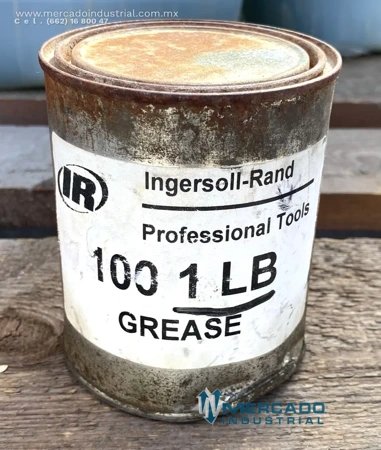 www.mercadoindustrial.com.mx
Cel. (662) 16 800 47
IR
Ingersoll-Rand
Professional Tools
100 1 LB
GREASE
MERCADO
INDUSTRIAL